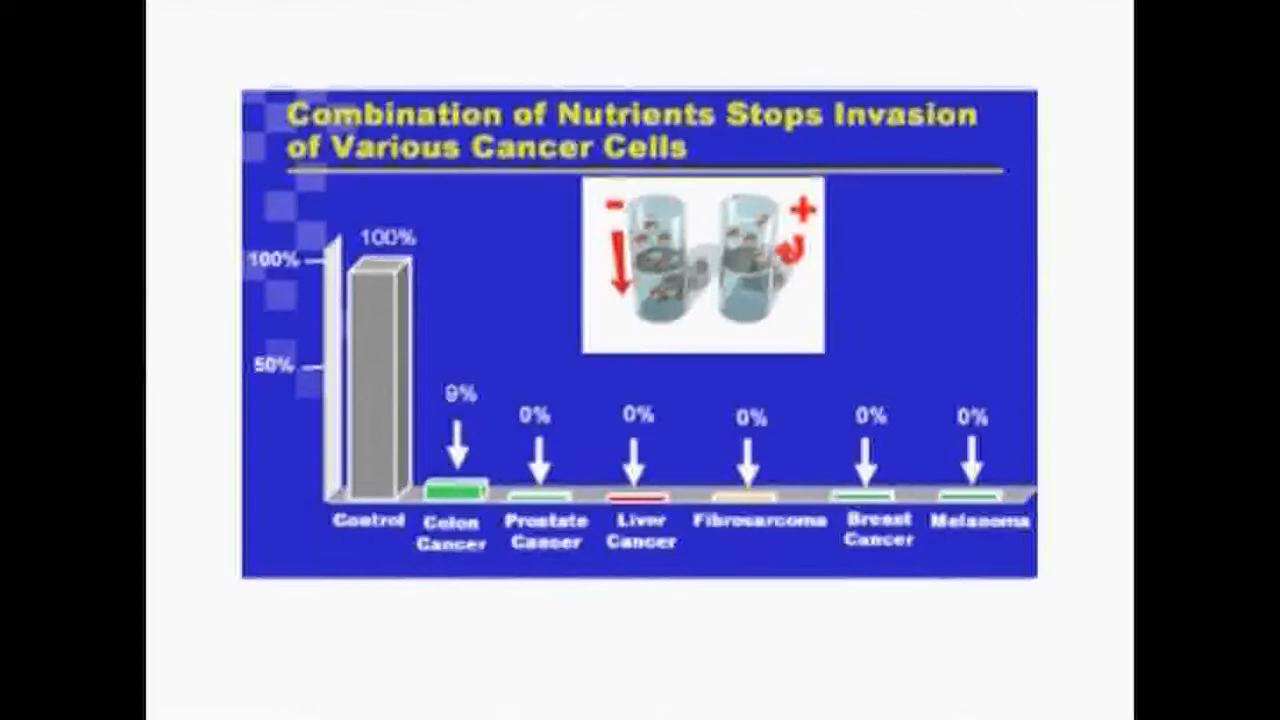 Combination of Nutrients Stops Invasion
of Various Cancer Cells
-
+
100%
100%
50%
9%
0%
0%
0%
0%
0%
Control
Colon
Cancer
Prostate
Cancer
Liver
Cancer
Fibrosarcoma
Breast
Cancer
Melanoma